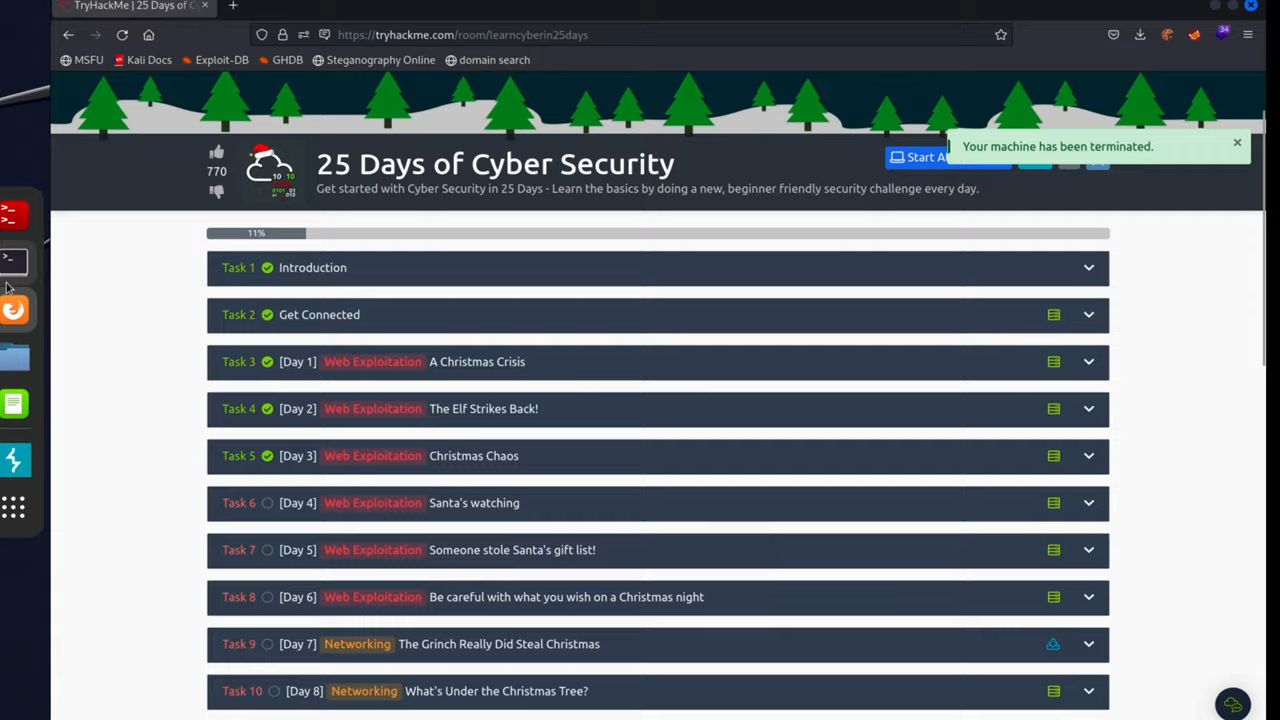 TryHackMe | 25 Days of C
https://tryhackme.com/room/learncyberin25days
34
MSFU
Kali Docs
Exploit-DB
GHDB
Steganography Online
domain search
770
10 10
25 Days of Cyber Security
Get started with Cyber Security in 25 Days - Learn the basics by doing a new, beginner friendly security challenge every day.
Start A
Your machine has been terminated.
11%
Task 1 Introduction
Task 2 Get Connected
Task 3 [Day 1] Web Exploitation A Christmas Crisis
Task 4 [Day 2] Web Exploitation The Elf Strikes Back!
Task 5 [Day 3] Web Exploitation Christmas Chaos
Task 6 [Day 4] Web Exploitation Santa's watching
Task 7 [Day 5] Web Exploitation Someone stole Santa's gift list!
Task 8 [Day 6] Web Exploitation Be careful with what you wish on a Christmas night
Task 9 [Day 7] Networking The Grinch Really Did Steal Christmas
Task 10 [Day 8] Networking What's Under the Christmas Tree?